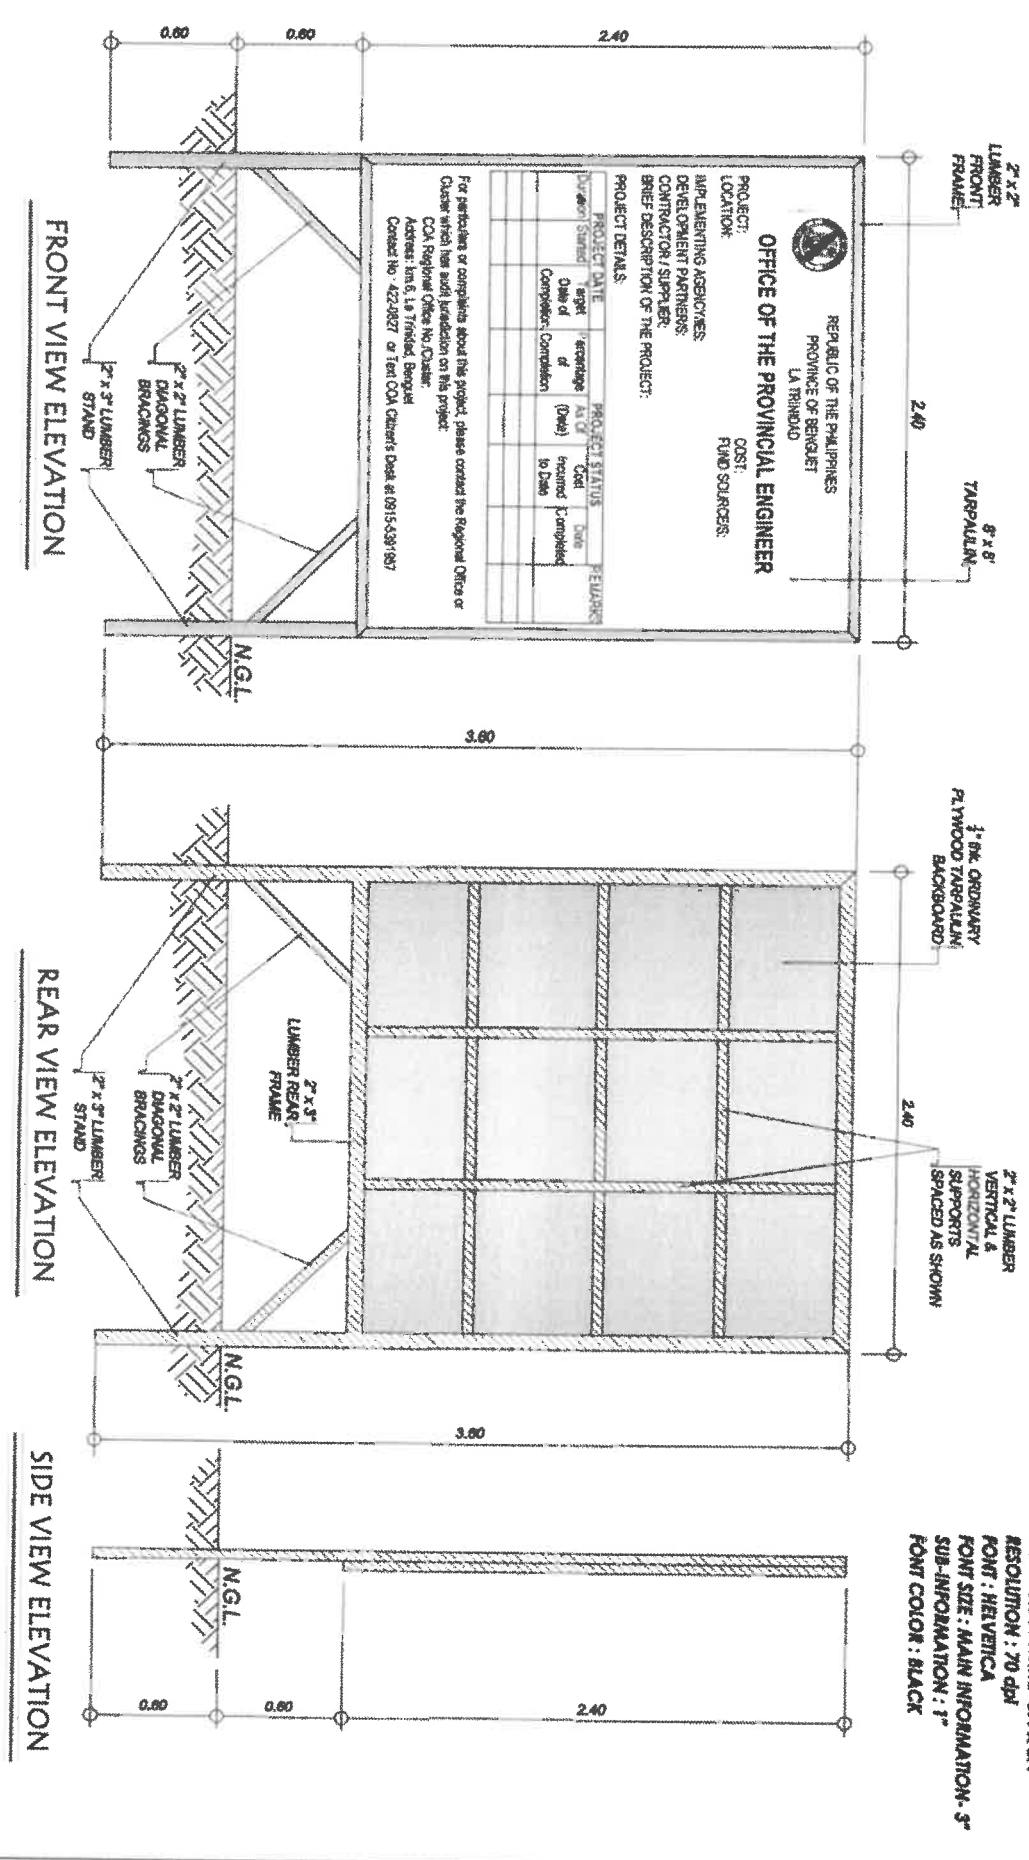 2" x 2"
LUMBER
FRONT
FRAME
2.40
8' x 8'
TARPAULIN
2.40
0.60
0.60
REPUBLIC OF THE PHILIPPINES
PROVINCE OF BENGUET
LA TRINIDAD
OFFICE OF THE PROVINCIAL ENGINEER
PROJECT:
COST:
LOCATION:
FUND SOURCE/S:
IMPLEMENTING AGENCY/IES:
DEVELOPMENT PARTNER/S:
CONTRACTOR / SUPPLIER:
BRIEF DESCRIPTION OF THE PROJECT:
PROJECT DETAILS:
PROJECT DATE
PROJECT STATUS
REMARKS
Duration
Started
Target Date of Completion
Percentage of Completion
As Of (Date)
Cost Incurred to Date
Date Completed
For particulars or complaints about this project, please contact the Regional Office or
Cluster which has audit jurisdiction on this project:
COA Regional Office No./Cluster:
Address: km.6, La Trinidad, Benguet
Contact No.: 422-0827 or Text COA Citizen's Desk at 0915-5391957
N.G.L.
2" x 2" LUMBER
DIAGONAL
BRACINGS
2" x 3" LUMBER
STAND
FRONT VIEW ELEVATION
3.60
THK. ORDINARY
PLYWOOD TARPAULIN
BACKBOARD
2.40
2" x 2" LUMBER
VERTICAL &
HORIZONTAL
SUPPORTS
SPACED AS SHOWN
2" x 3"
LUMBER REAR
FRAME
N.G.L.
2" x 2" LUMBER
DIAGONAL
BRACINGS
2" x 3" LUMBER
STAND
REAR VIEW ELEVATION
3.60
RESOLUTION : 70 dpi
FONT : HELVETICA
FONT SIZE : MAIN INFORMATION- 3"
SUB-INFORMATION : 1"
FONT COLOR : BLACK
N.G.L.
2.40
0.60
0.60
SIDE VIEW ELEVATION